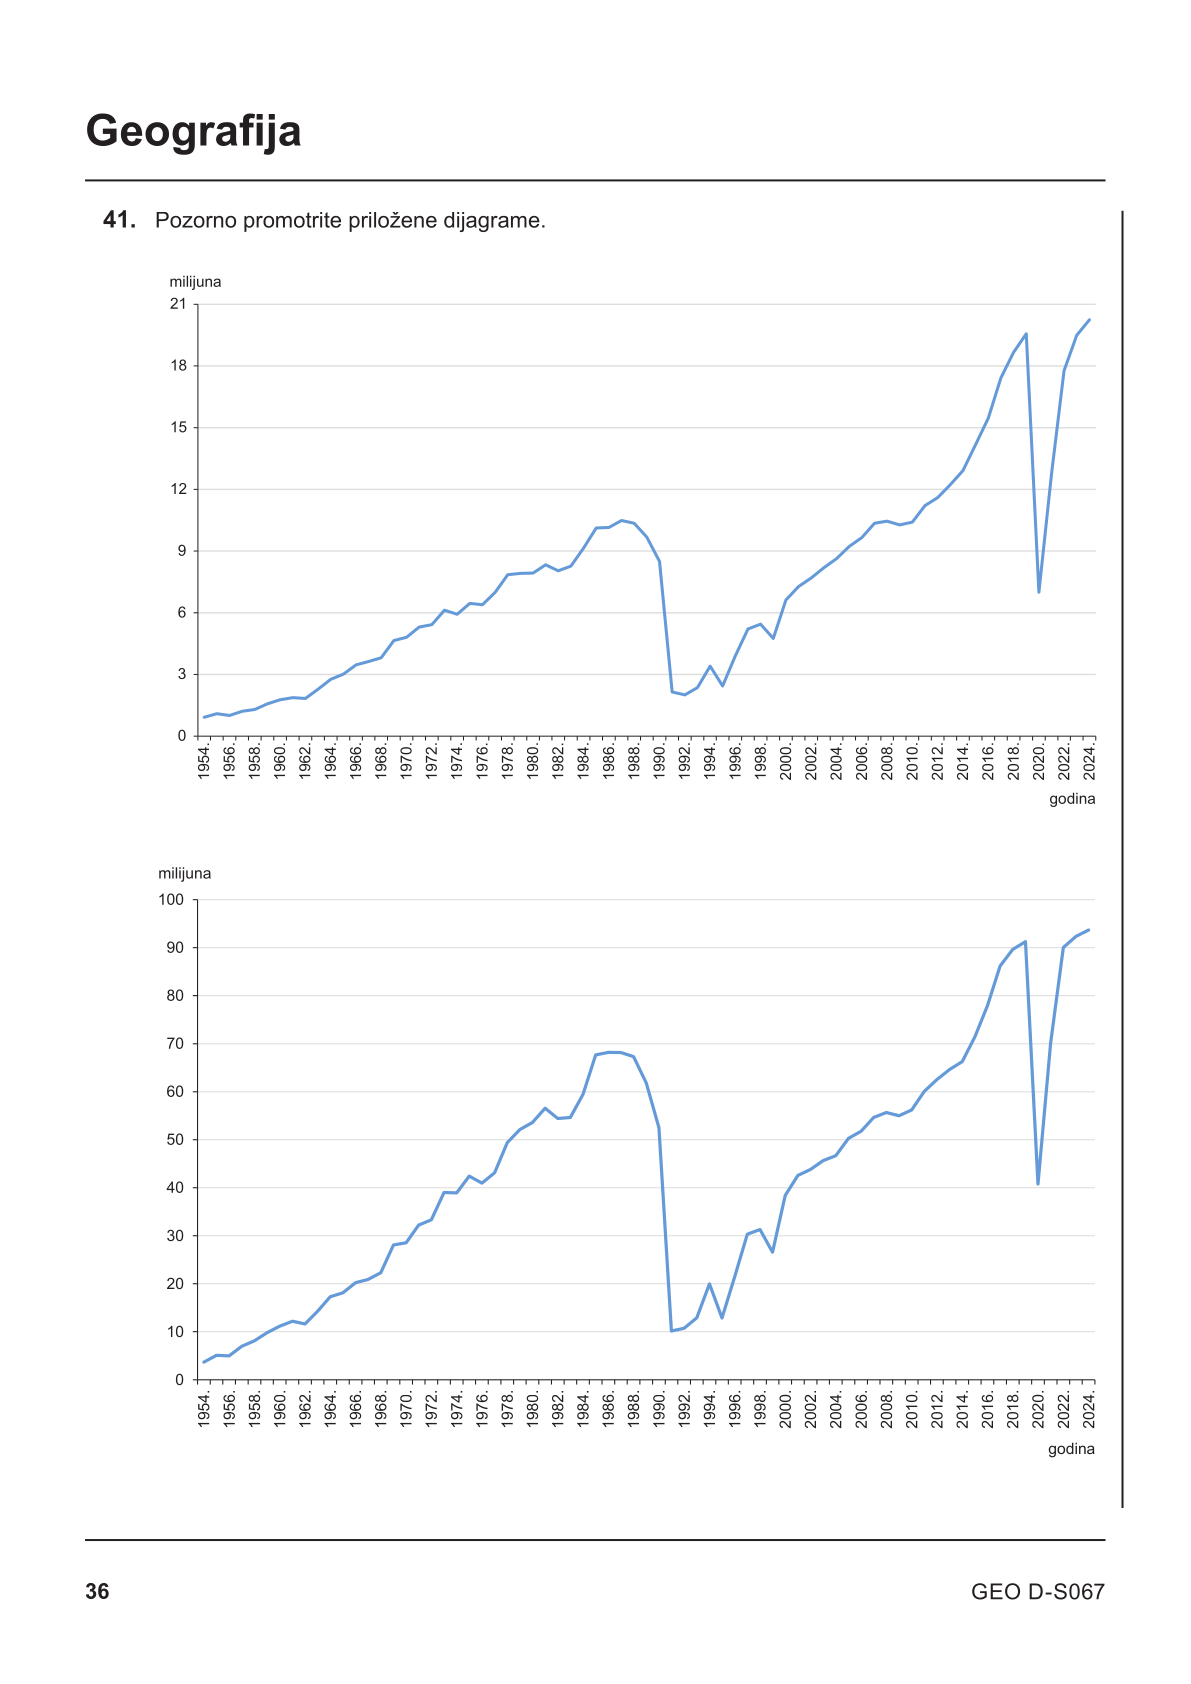 Geografija
41. Pozorno promotrite priložene dijagrame.
milijuna
21
18
15
12
9
6
3
0
1954. 1956. 1958. 1960. 1962. 1964. 1966. 1968. 1970. 1972. 1974. 1976. 1978. 1980. 1982. 1984. 1986. 1988. 1990. 1992. 1994. 1996. 1998. 2000. 2002. 2004. 2006. 2008. 2010. 2012. 2014. 2016. 2018. 2020. 2022. 2024.
godina
milijuna
100
90
80
70
60
50
40
30
20
10
0
1954. 1956. 1958. 1960. 1962. 1964. 1966. 1968. 1970. 1972. 1974. 1976. 1978. 1980. 1982. 1984. 1986. 1988. 1990. 1992. 1994. 1996. 1998. 2000. 2002. 2004. 2006. 2008. 2010. 2012. 2014. 2016. 2018. 2020. 2022. 2024.
godina
36 GEO D-S067